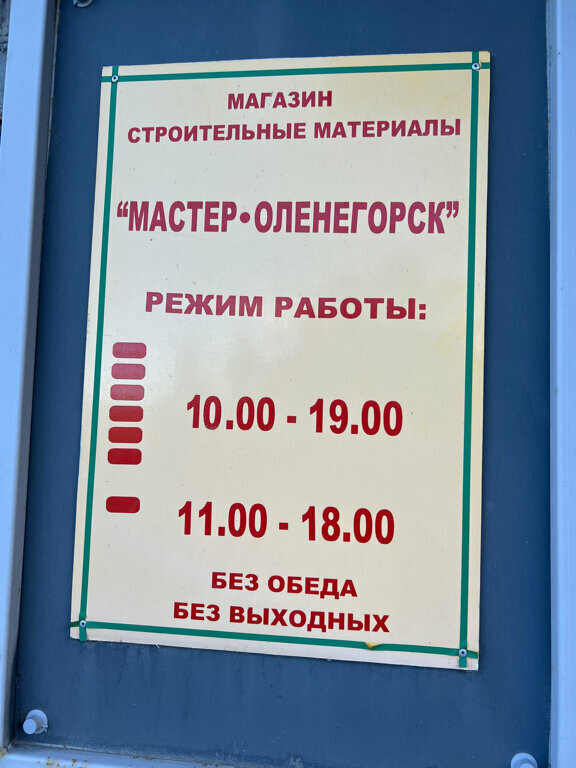 МАГАЗИН
СТРОИТЕЛЬНЫЕ МАТЕРИАЛЫ
"МАСТЕР•ОЛЕНЕГОРСК"
РЕЖИМ РАБОТЫ:
10.00 - 19.00
11.00 - 18.00
БЕЗ ОБЕДА
БЕЗ ВЫХОДНЫХ